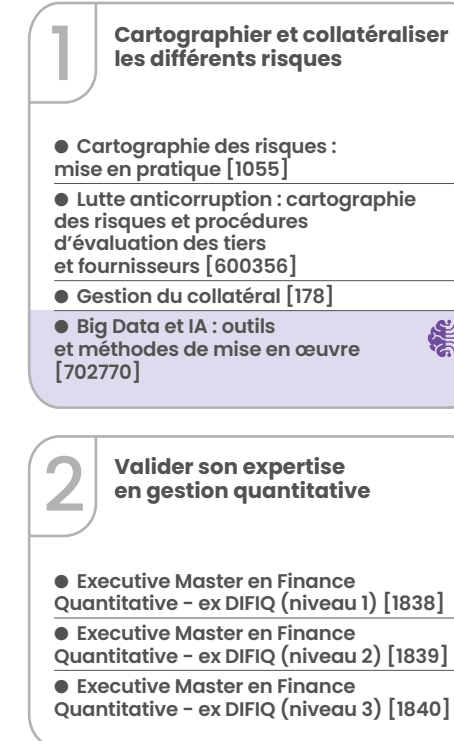 1
Cartographier et collatéraliser
les différents risques
● Cartographie des risques :
mise en pratique [1055]
● Lutte anticorruption : cartographie
des risques et procédures
d’évaluation des tiers
et fournisseurs [600356]
● Gestion du collatéral [178]
● Big Data et IA : outils
et méthodes de mise en œuvre
[702770]
2
Valider son expertise
en gestion quantitative
● Executive Master en Finance
Quantitative - ex DIFIQ (niveau 1) [1838]
● Executive Master en Finance
Quantitative - ex DIFIQ (niveau 2) [1839]
● Executive Master en Finance
Quantitative - ex DIFIQ (niveau 3) [1840]